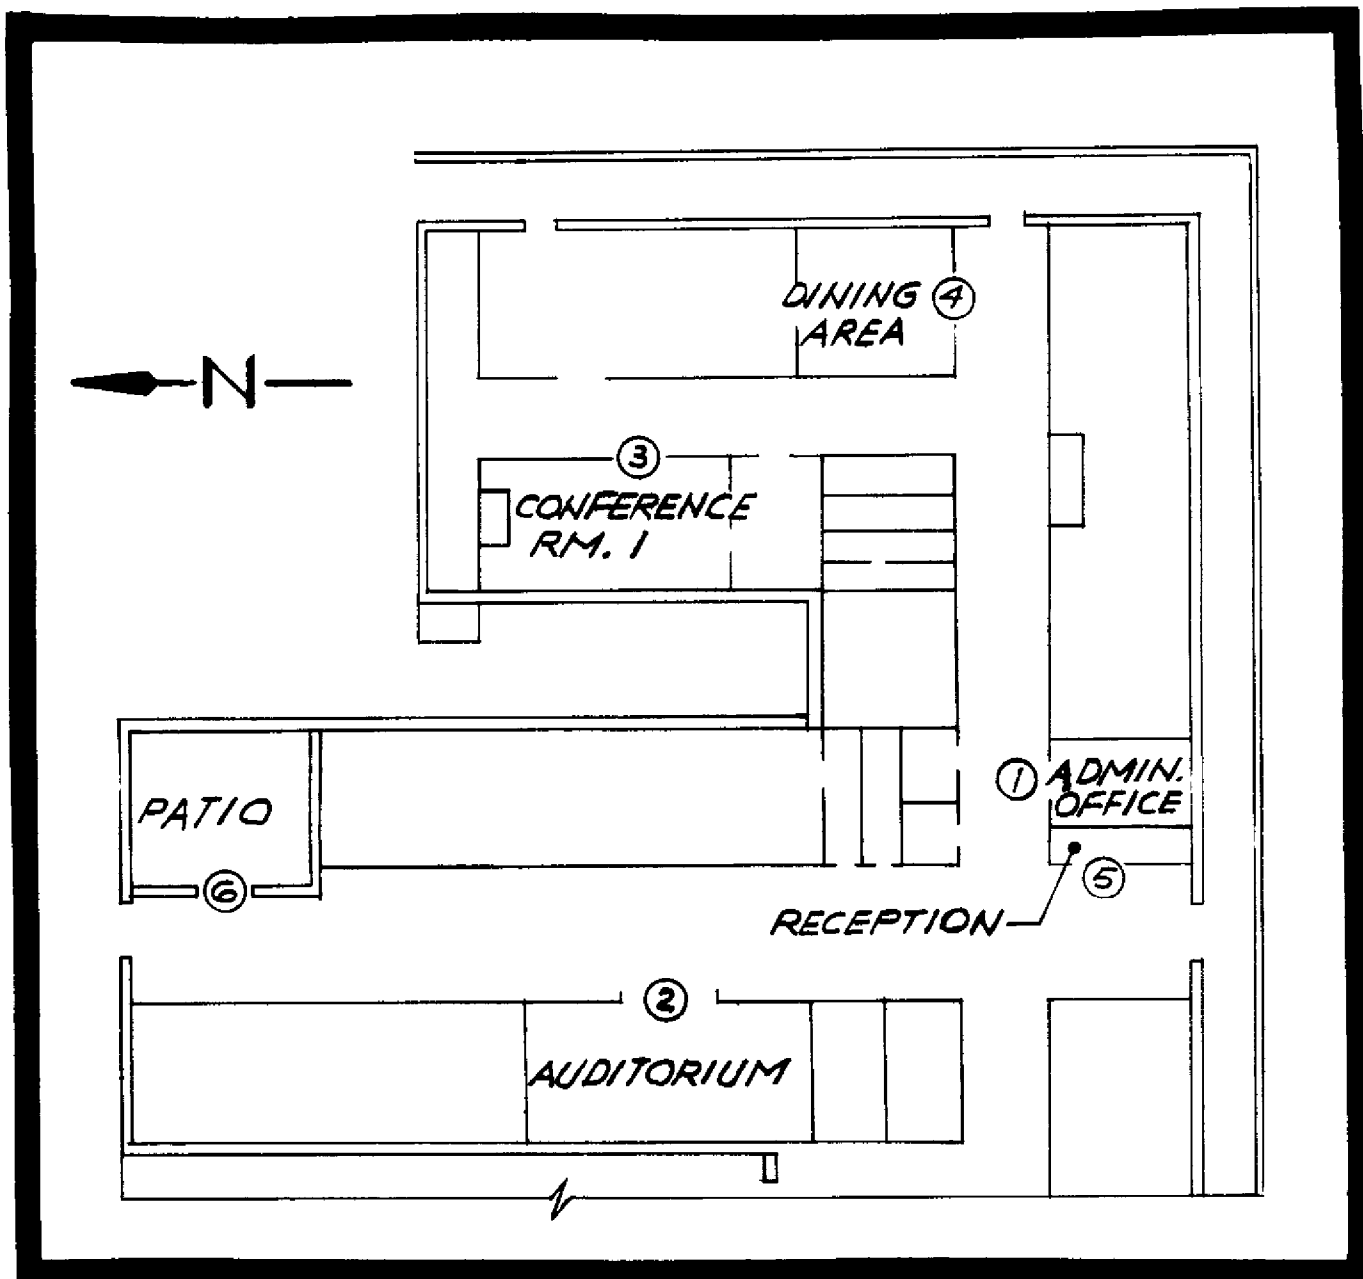 DINING ④
AREA
N
③
CONFERENCE
RM. 1
① ADMIN.
OFFICE
PATIO
⑥
⑤
RECEPTION
②
AUDITORIUM